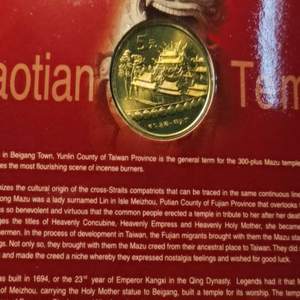 5元
aotian Tem
in Beigang Town, Yunlin County of Taiwan Province is the general term for the 300-plus Mazu temple
es the most flourishing scene of incense burners.
izes the cultural origin of the cross-Straits compatriots that can be traced in the same continuous line
ong Mazu was a lady surnamed Lin in Isle Meizhou, Putian County of Fujian Province that overlooks
s so benevolent and virtuous that the common people erected a temple in tribute to her after her dea
ges the titles of Heavenly Concubine, Heavenly Empress and Heavenly Holy Mother, she became
hermen. In the process of development in Taiwan, the Fujian migrants brought with them the Mazu sta
ngs. Not only so, they brought with them the Mazu creed from their ancestral place to Taiwan. They did
and made the creed a niche whereby they expressed nostalgia feelings and wished for good luck.
as built in 1694, or the 23rd year of Emperor Kangxi in the Qing Dynasty. Legends had it that
of Meizhou, carrying the Holy Mother statue to Beigang, built a temple for its worship. The temp